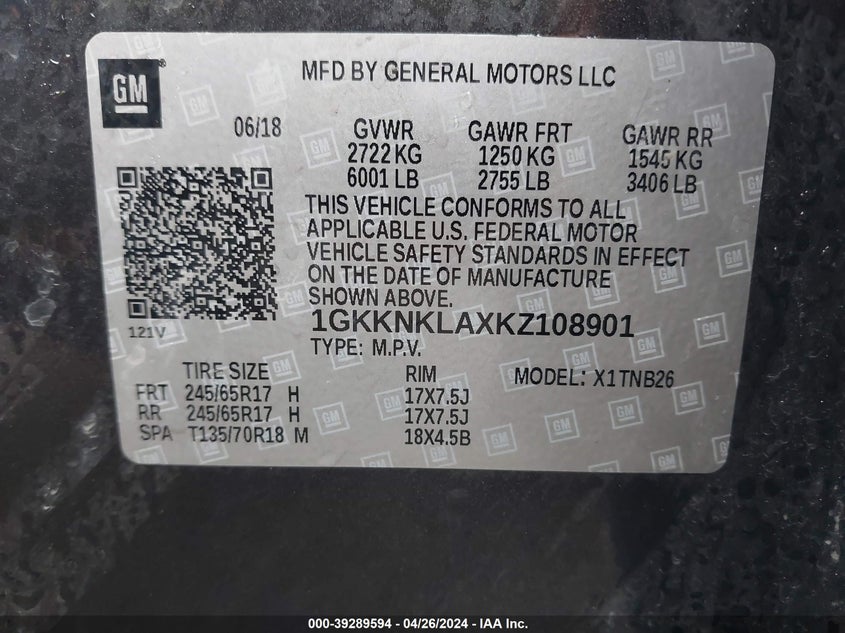 GM
MFD BY GENERAL MOTORS LLC
06/18 GVWR GAWR FRT GAWR RR
2722 KG 1250 KG 1545 KG
6001 LB 2755 LB 3406 LB
THIS VEHICLE CONFORMS TO ALL
APPLICABLE U.S. FEDERAL MOTOR
VEHICLE SAFETY STANDARDS IN EFFECT
ON THE DATE OF MANUFACTURE
SHOWN ABOVE.
121V
1GKKNKLAXKZ108901
TYPE: M.P.V.
TIRE SIZE RIM MODEL: X1TNB26
FRT 245/65R17 H 17X7.5J
RR 245/65R17 H 17X7.5J
SPA T135/70R18 M 18X4.5B
000-39289594 - 04/26/2024 - IAA Inc.